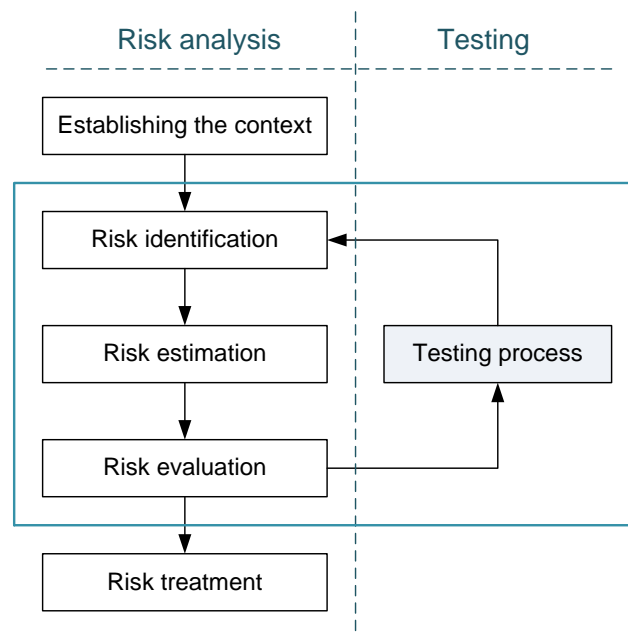 Risk analysis
Testing
Establishing the context
Risk identification
Risk estimation
Testing process
Risk evaluation
Risk treatment